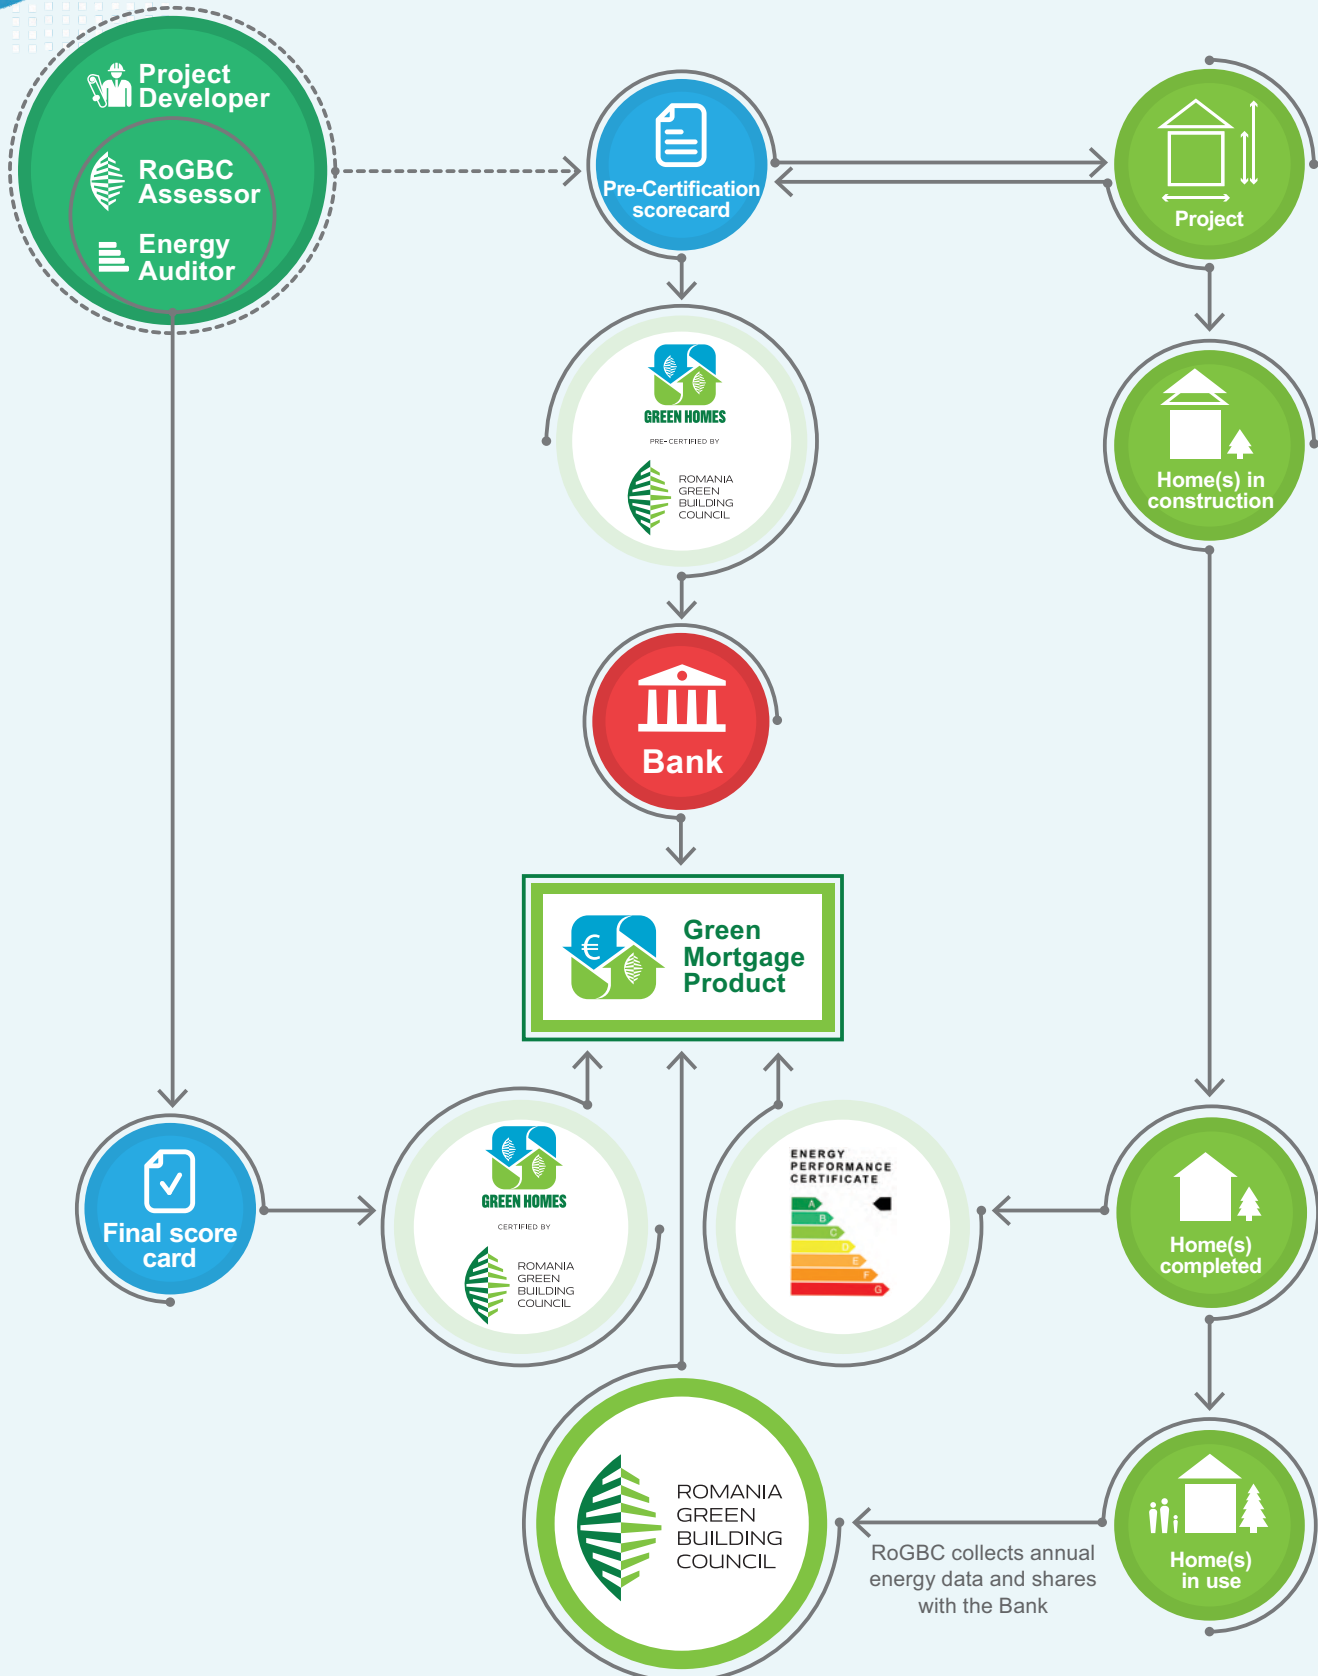 Project
Developer
RoGBC
Assessor
Energy
Auditor
Pre-Certification
scorecard
Project
GREEN HOMES
PRE-CERTIFIED BY
ROMANIA
GREEN
BUILDING
COUNCIL
Home(s) in
construction
Bank
€
Green
Mortgage
Product
Final score
card
GREEN HOMES
CERTIFIED BY
ROMANIA
GREEN
BUILDING
COUNCIL
ENERGY
PERFORMANCE
CERTIFICATE
A
B
C
D
E
F
G
Home(s)
completed
ROMANIA
GREEN
BUILDING
COUNCIL
RoGBC collects annual
energy data and shares
with the Bank
Home(s)
in use